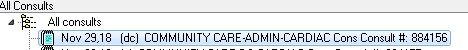 All Consults
All consults
Nov 29,18 (dc) COMMUNITY CARE-ADMIN-CARDIAC Cons Consult #: 884156